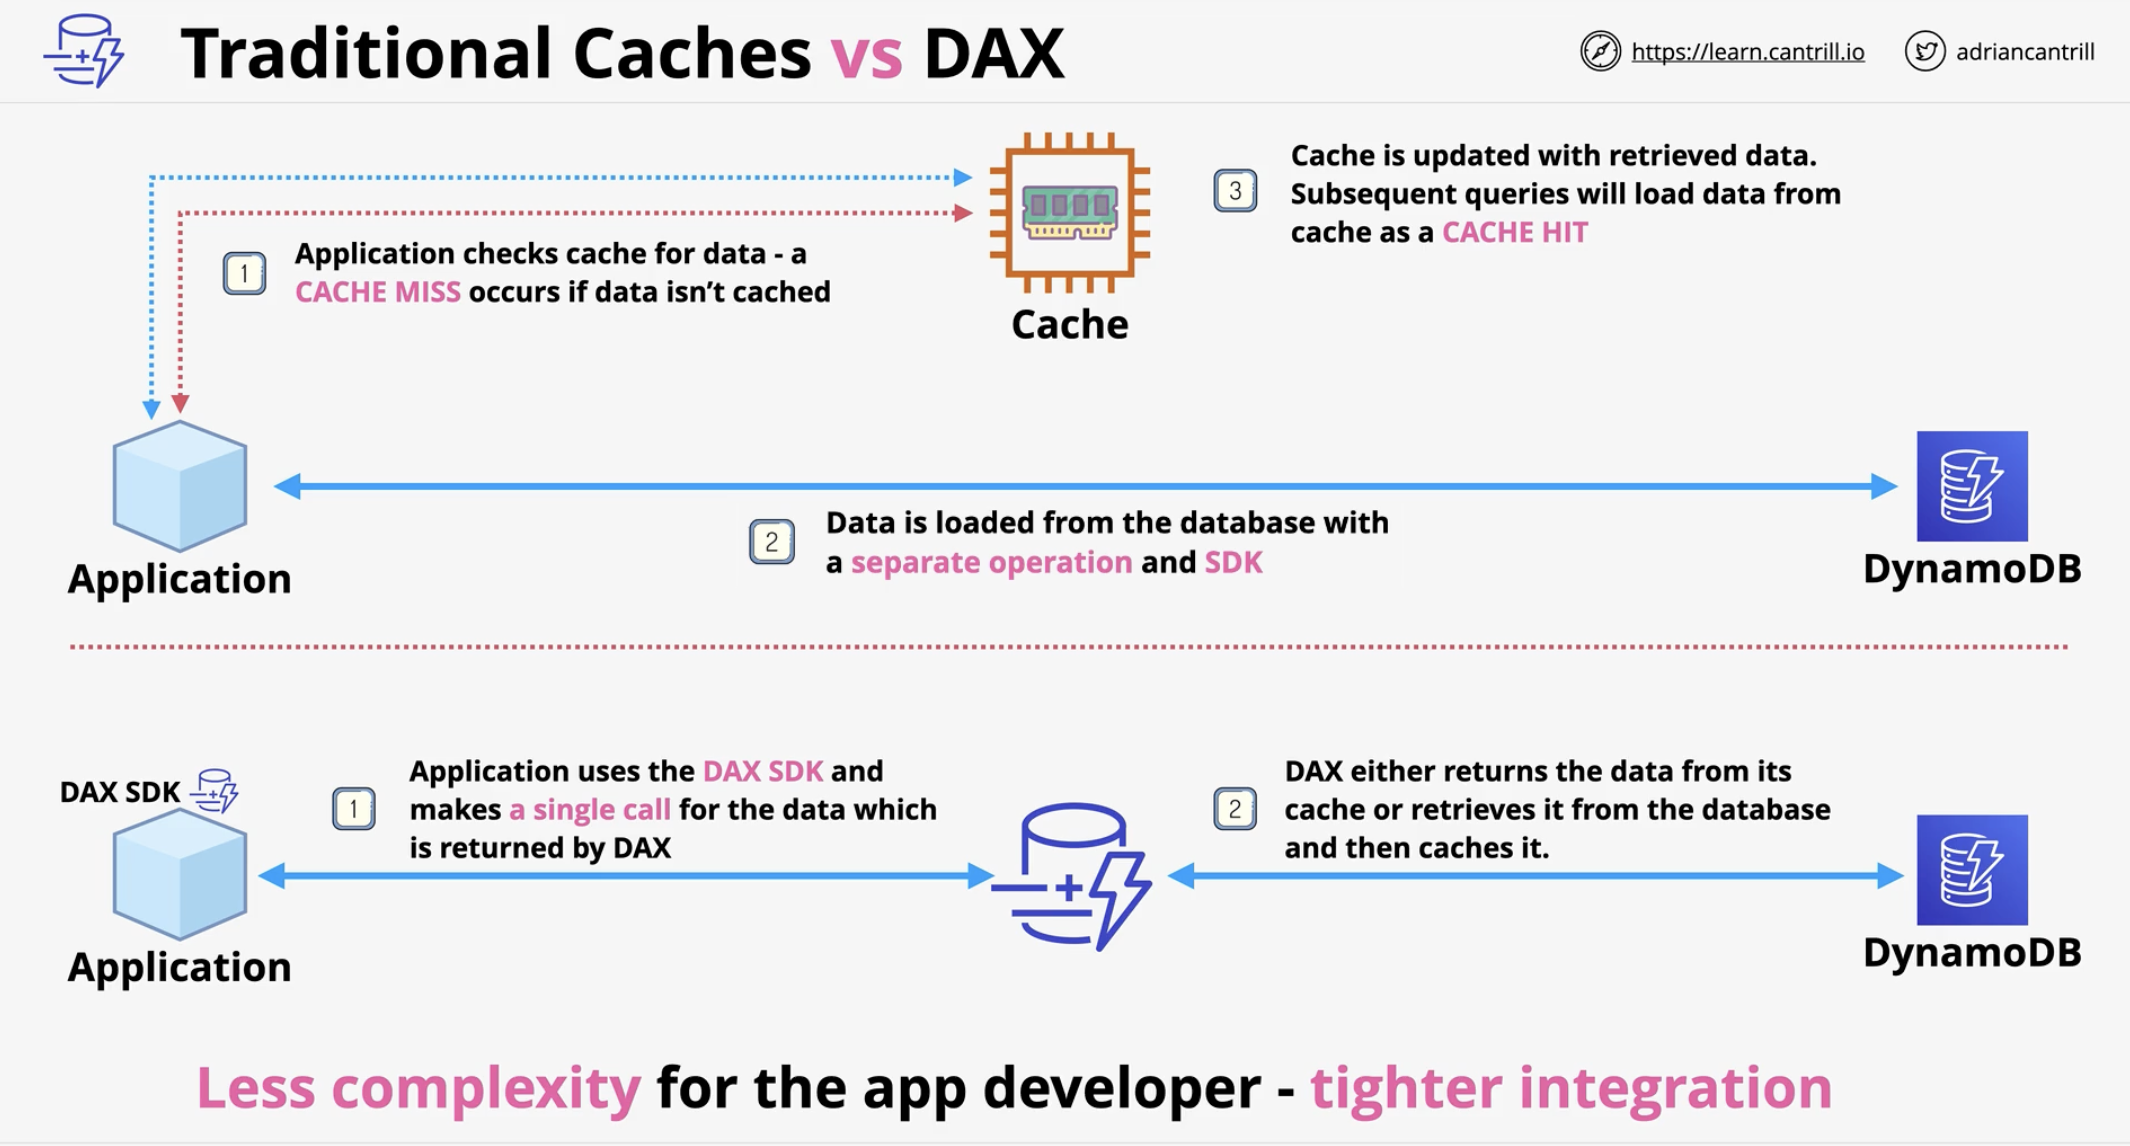 Traditional Caches vs DAX
https://learn.cantrill.io
adriancantrill
1
Application checks cache for data - a
CACHE MISS occurs if data isn’t cached
Cache
3
Cache is updated with retrieved data.
Subsequent queries will load data from
cache as a CACHE HIT
Application
2
Data is loaded from the database with
a separate operation and SDK
DynamoDB
DAX SDK
Application
1
Application uses the DAX SDK and
makes a single call for the data which
is returned by DAX
2
DAX either returns the data from its
cache or retrieves it from the database
and then caches it.
DynamoDB
Less complexity for the app developer - tighter integration